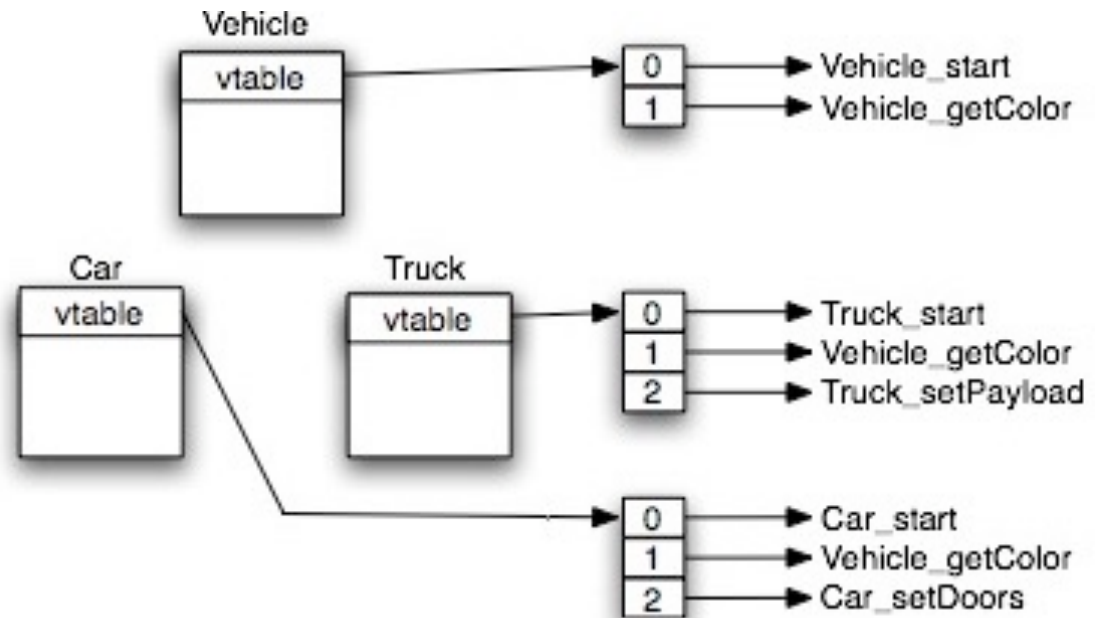 Vehicle
vtable
0 Vehicle_start
1 Vehicle_getColor
Car
vtable
Truck
vtable
0 Truck_start
1 Vehicle_getColor
2 Truck_setPayload
0 Car_start
1 Vehicle_getColor
2 Car_setDoors